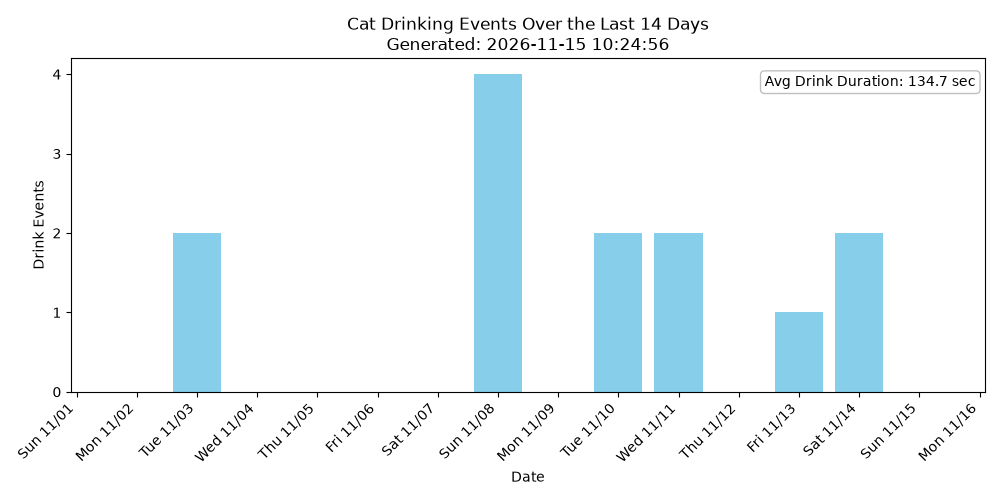 Cat Drinking Events Over the Last 14 Days
Generated: 2026-11-15 10:24:56
Avg Drink Duration: 134.7 sec
Drink Events
4
3
2
1
0
Sun 11/01
Mon 11/02
Tue 11/03
Wed 11/04
Thu 11/05
Fri 11/06
Sat 11/07
Sun 11/08
Mon 11/09
Tue 11/10
Wed 11/11
Thu 11/12
Fri 11/13
Sat 11/14
Sun 11/15
Mon 11/16
Date